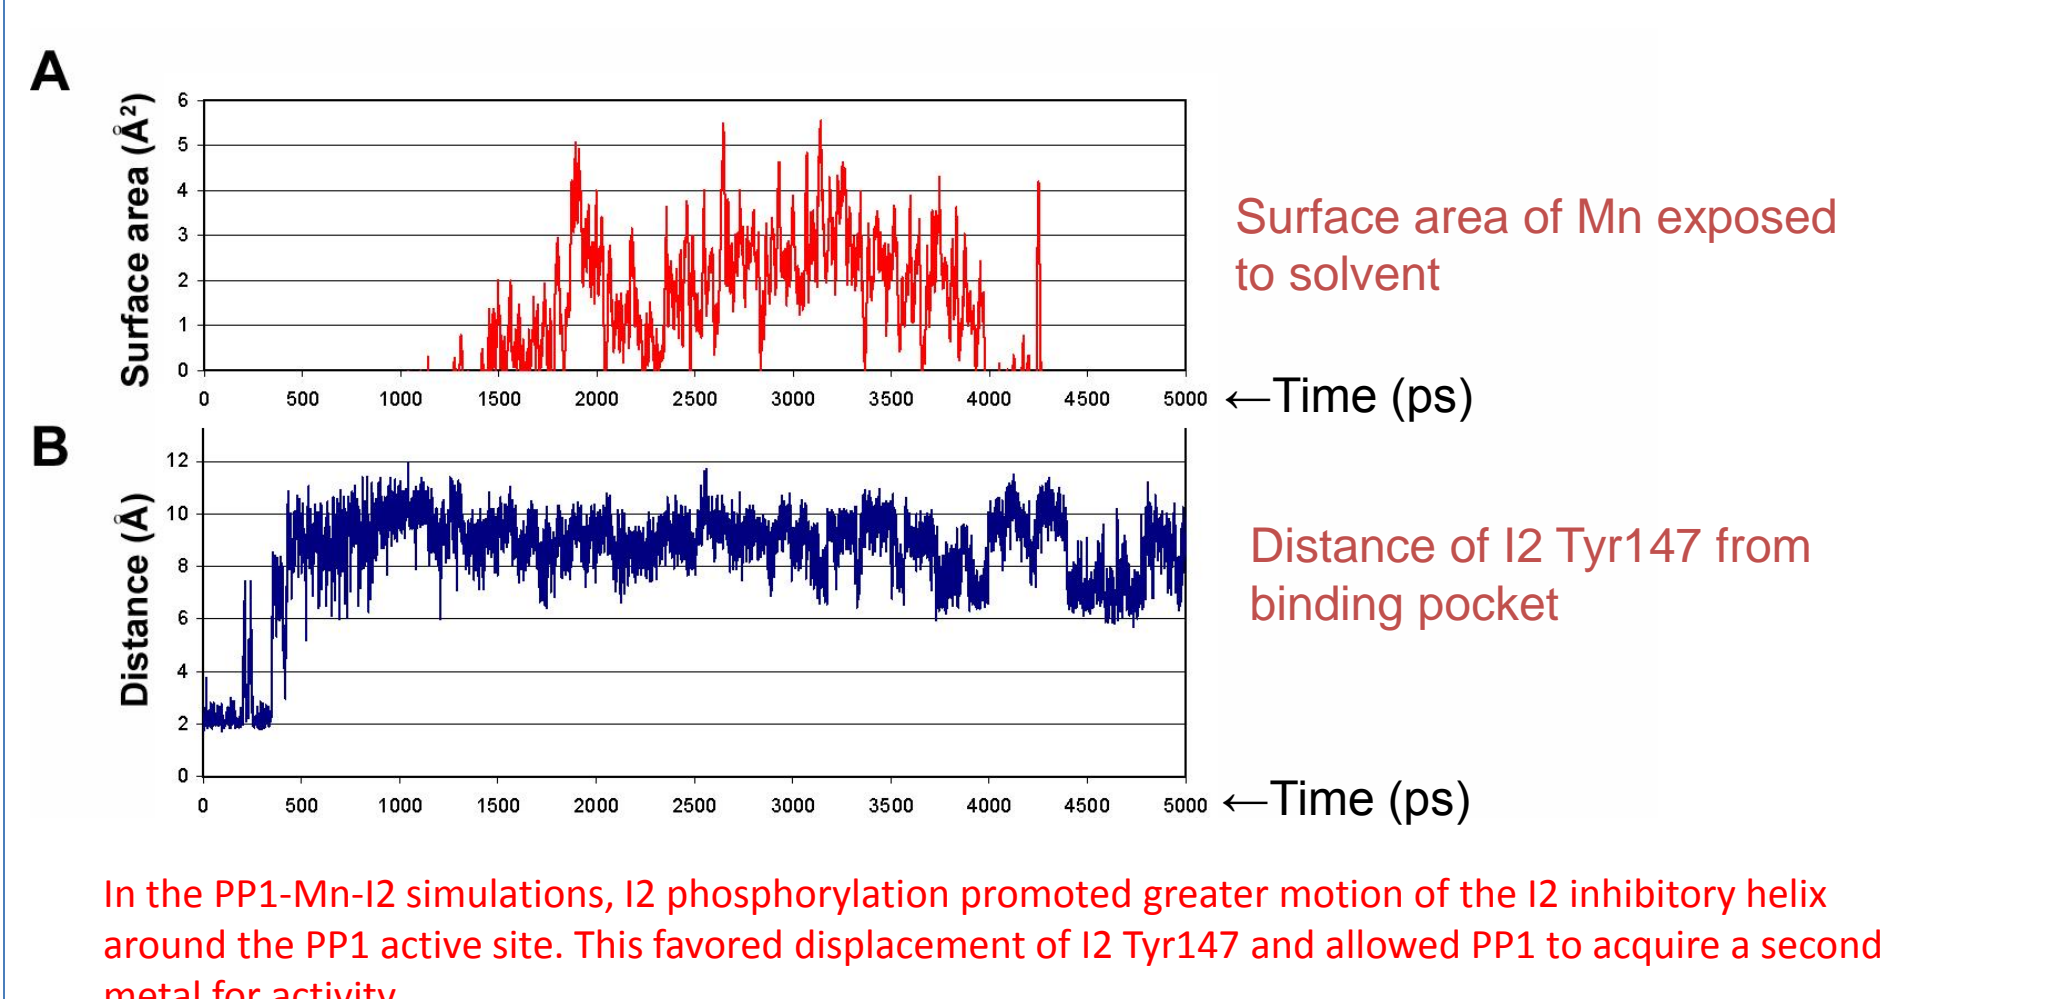 A
Surface area (Å²)
6
5
4
3
2
1
0
0 500 1000 1500 2000 2500 3000 3500 4000 4500 5000
←Time (ps)
Surface area of Mn exposed
to solvent
B
Distance (Å)
12
10
8
6
4
2
0
0 500 1000 1500 2000 2500 3000 3500 4000 4500 5000
←Time (ps)
Distance of I2 Tyr147 from
binding pocket
In the PP1-Mn-I2 simulations, I2 phosphorylation promoted greater motion of the I2 inhibitory helix
around the PP1 active site. This favored displacement of I2 Tyr147 and allowed PP1 to acquire a second
metal for activity